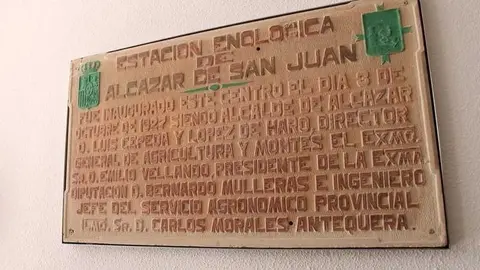 ESTACION ENOLOGICA
DE
ALCAZAR DE SAN JUAN
FUE INAUGURADO ESTE CENTRO EL DIA 3 DE
OCTUBRE DE 1927 SIENDO ALCALDE DE ALCAZAR
D. LUIS ESPADA Y LOPEZ DE HARO, DIRECTOR
GENERAL DE AGRICULTURA Y MONTES EL EXMO
SR. D. EMILIO VELLANDO, PRESIDENTE DE LA EXMA
DIPUTACION D. BERNARDO MULLERAS E INGENIERO
JEFE DEL SERVICIO AGRONOMICO PROVINCIAL
ILMO. SR. D. CARLOS MORALES ANTEQUERA.